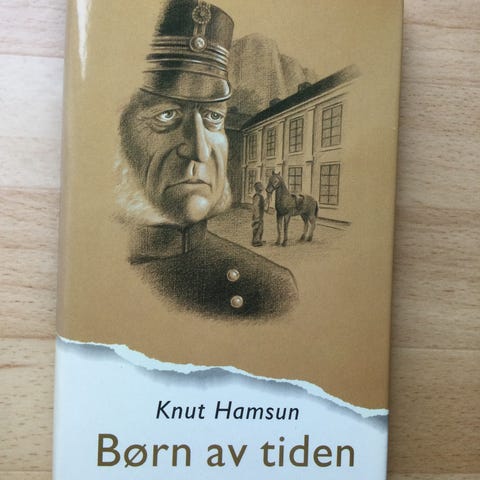 Knut Hamsun
Børn av tiden